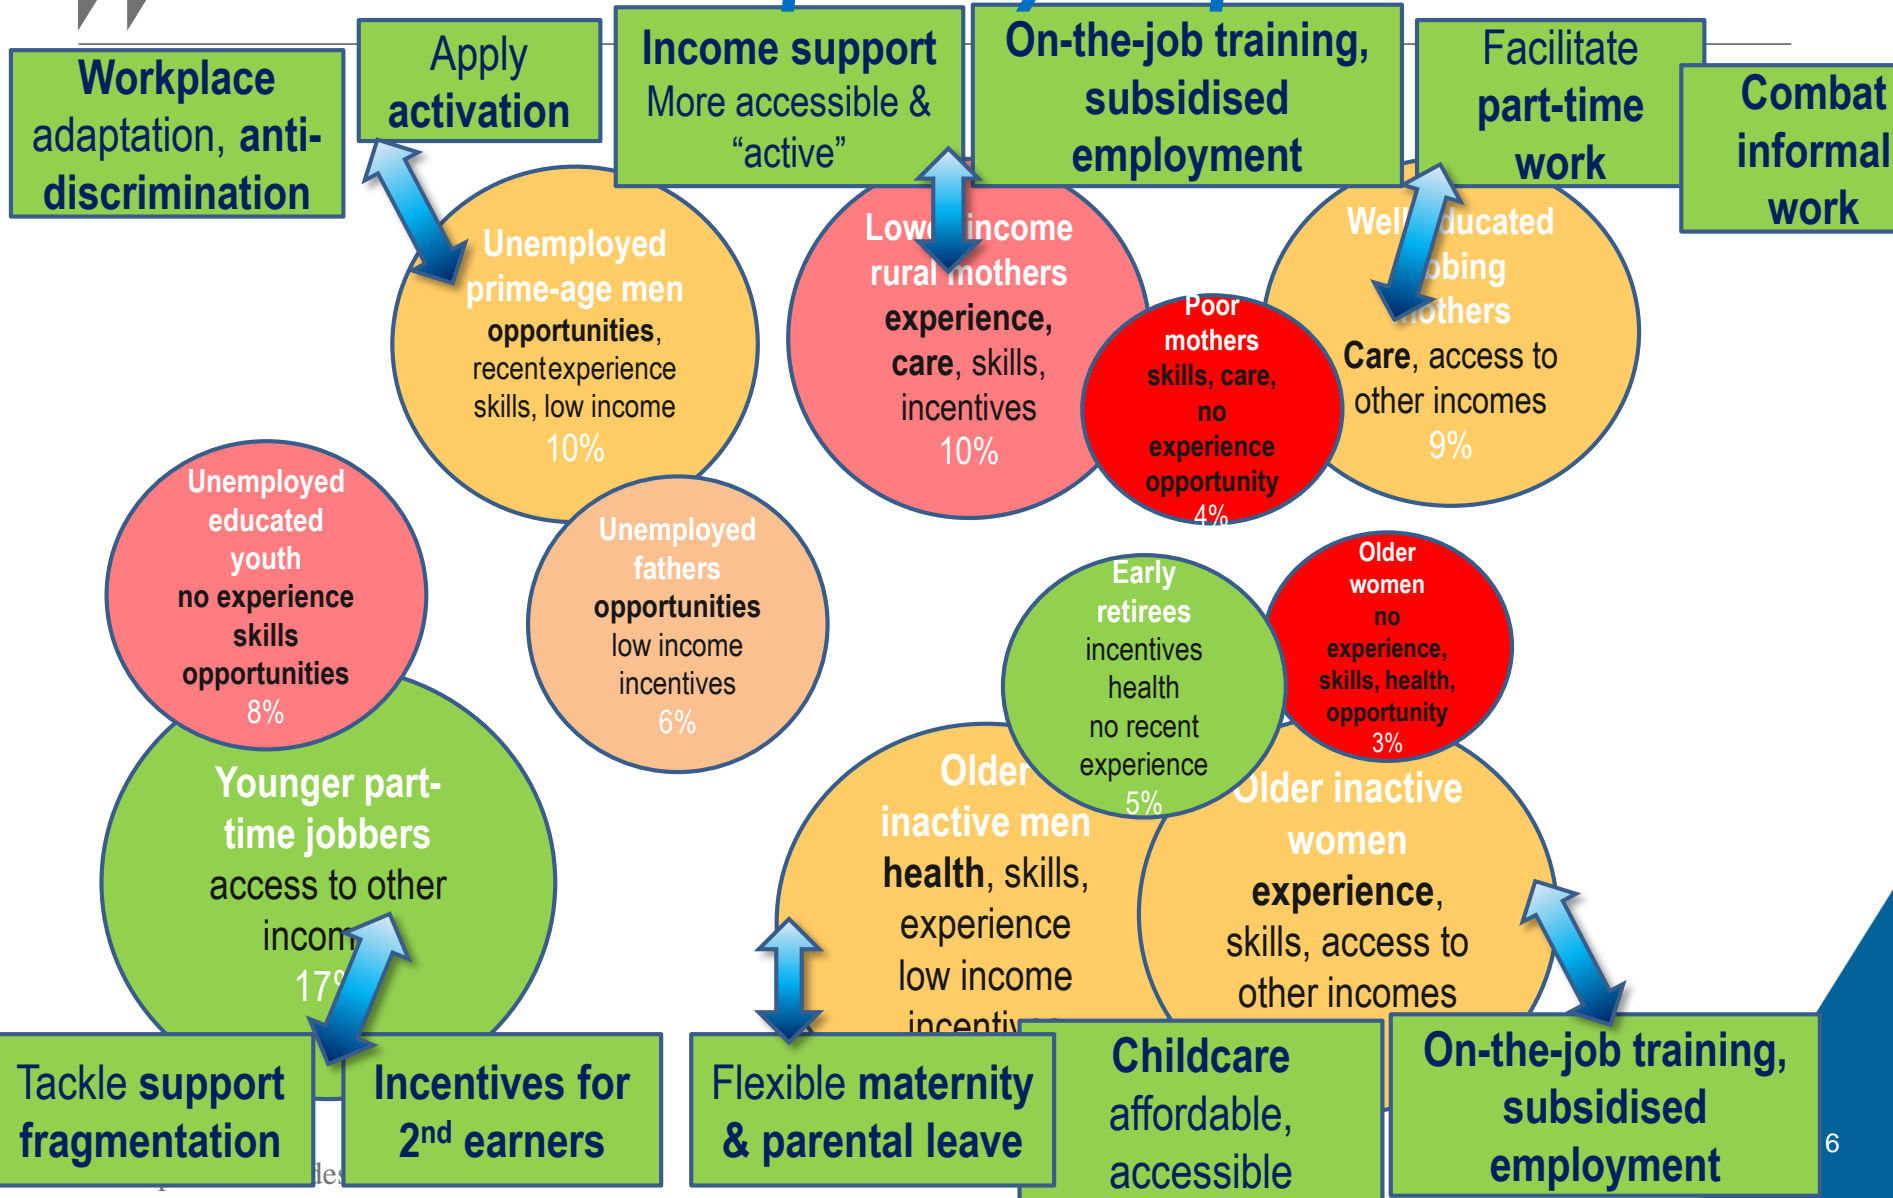 Workplace
adaptation, anti-
discrimination
Apply
activation
Income support
More accessible &
“active”
On-the-job training,
subsidised
employment
Facilitate
part-time
work
Combat
informal
work
Unemployed
prime-age men
opportunities,
recent experience
skills, low income
10%
income
rural mothers
experience,
care, skills,
incentives
10%
Poor
mothers
skills, care,
no
experience
opportunity
4%
Care, access to
other incomes
9%
Unemployed
educated
youth
no experience
skills
opportunities
8%
Unemployed
fathers
opportunities
low income
incentives
6%
Early
retirees
incentives
health
no recent
experience
5%
Older
women
no
experience,
skills, health,
opportunity
3%
Younger part-
time jobbers
access to other
17%
Older
inactive men
health, skills,
experience
low income
Older inactive
women
experience,
skills, access to
other incomes
Tackle support
fragmentation
Incentives for
2nd earners
Flexible maternity
& parental leave
Childcare
affordable,
accessible
On-the-job training,
subsidised
employment
6